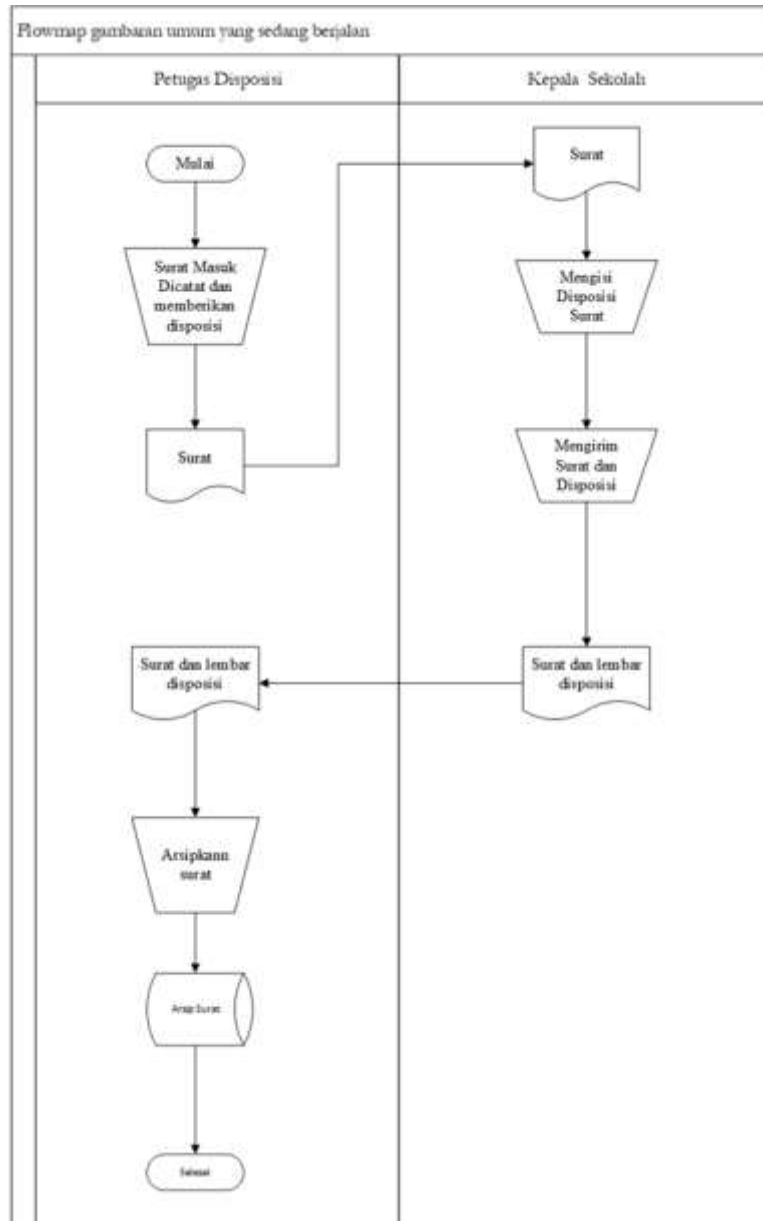 Flowmap gambaran umum yang sedang berjalan
Petugas Disposisi
Kepala Sekolah
Mulai
Surat Masuk
Dicatat dan
memberikan
disposisi
Surat
Surat
Mengisi
Disposisi
Surat
Mengirim
Surat dan
Disposisi
Surat dan lembar
disposisi
Surat dan lembar
disposisi
Arsipkann
surat
Arsip Surat
Selesai